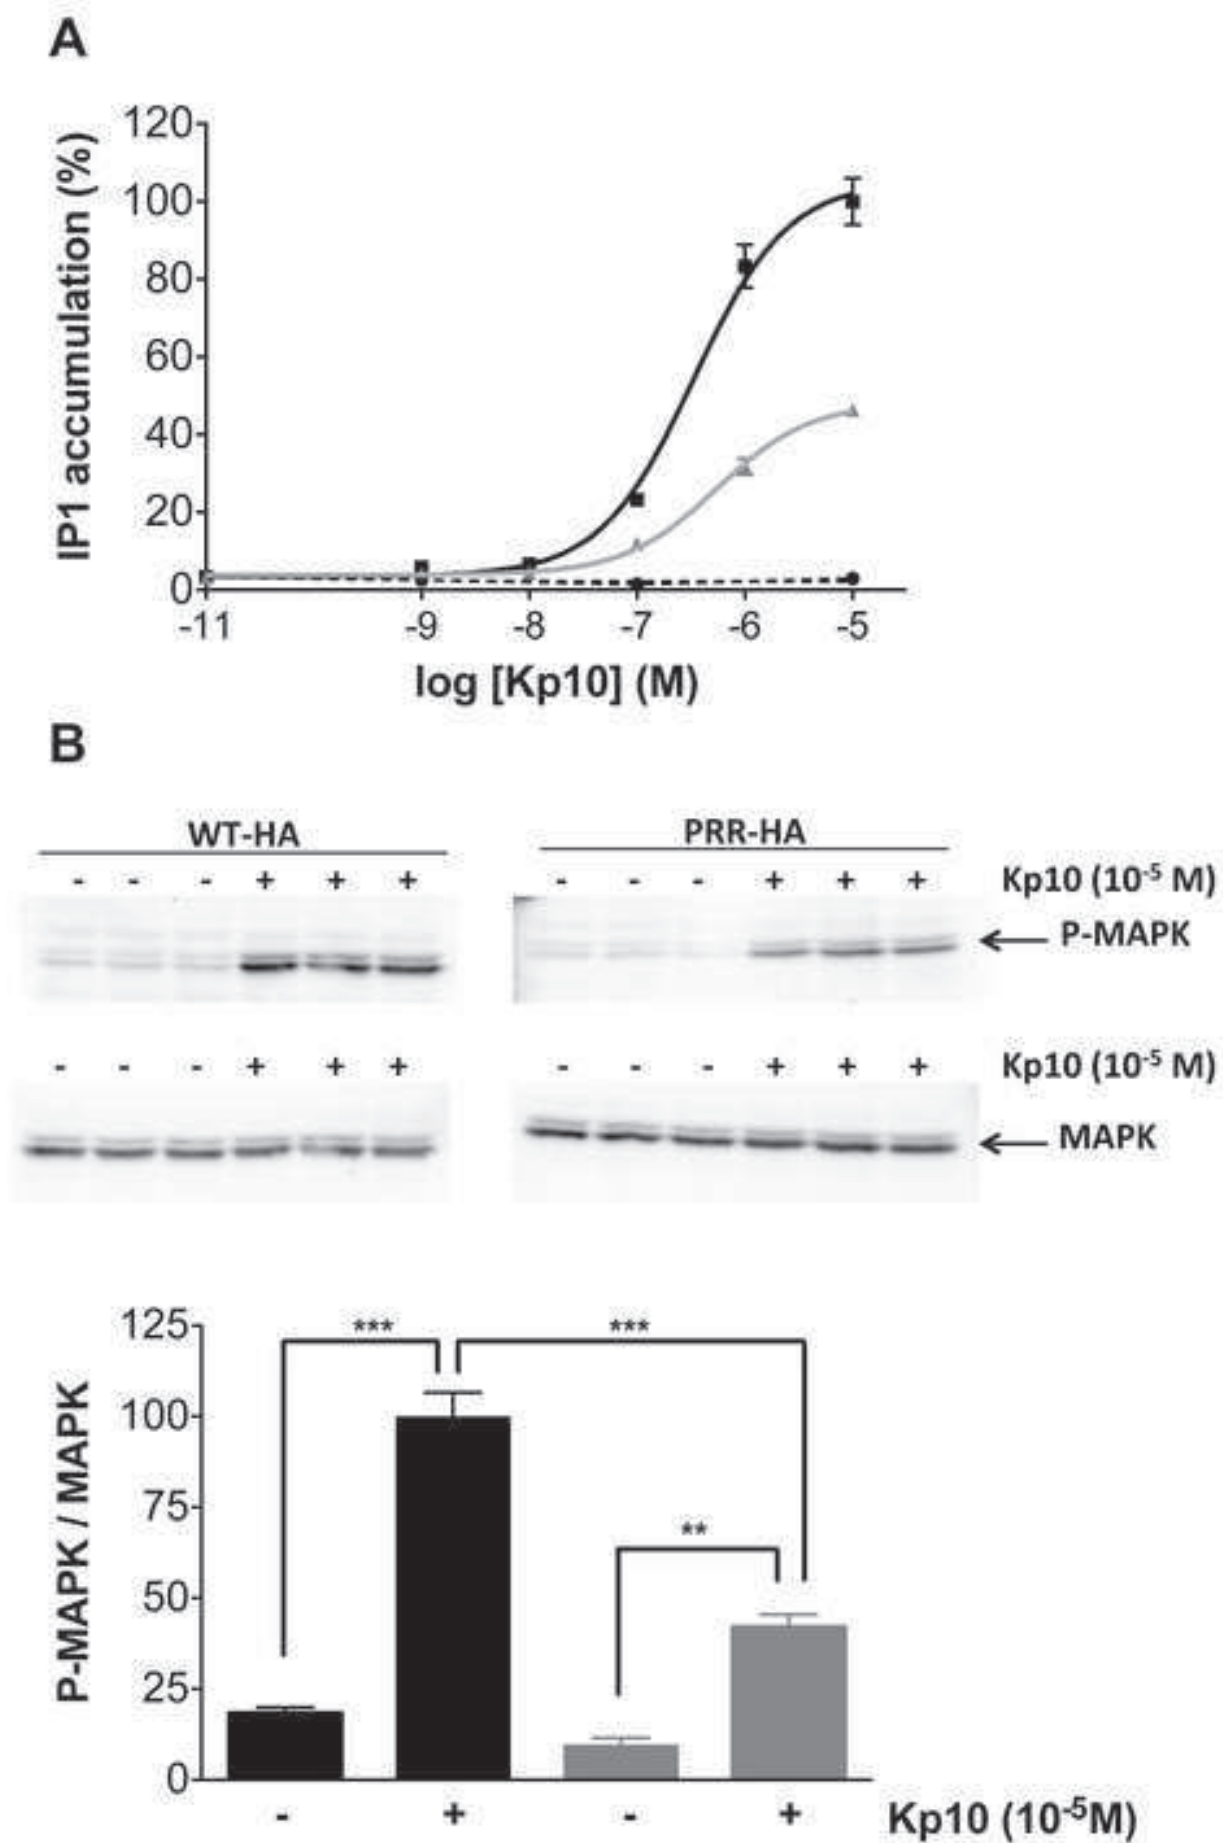 A
IP1 accumulation (%)
120
100
80
60
40
20
0
-11 -9 -8 -7 -6 -5
log [Kp10] (M)
B
WT-HA PRR-HA
- - - + + + - - - + + + Kp10 (10⁻⁵ M)
P-MAPK
- - - + + + - - - + + + Kp10 (10⁻⁵ M)
MAPK
P-MAPK / MAPK
125
100
75
50
25
0
*** ***
**
- + - + Kp10 (10⁻⁵M)